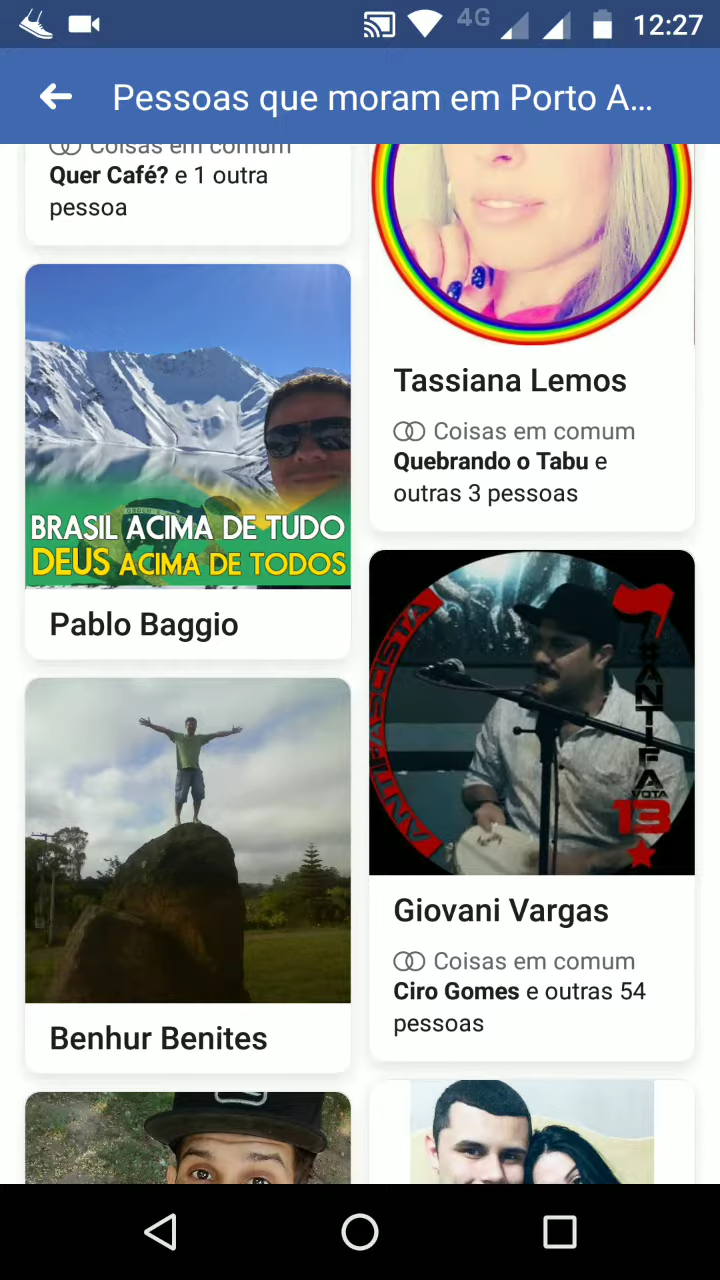 4G 12:27
Pessoas que moram em Porto A...
Coisas em comum
Quer Café? e 1 outra
pessoa
BRASIL ACIMA DE TUDO
DEUS ACIMA DE TODOS
Pablo Baggio
Benhur Benites
Tassiana Lemos
Coisas em comum
Quebrando o Tabu e
outras 3 pessoas
ANTIFASCISTA
#ANTIFA
VOTA
13
Giovani Vargas
Coisas em comum
Ciro Gomes e outras 54
pessoas